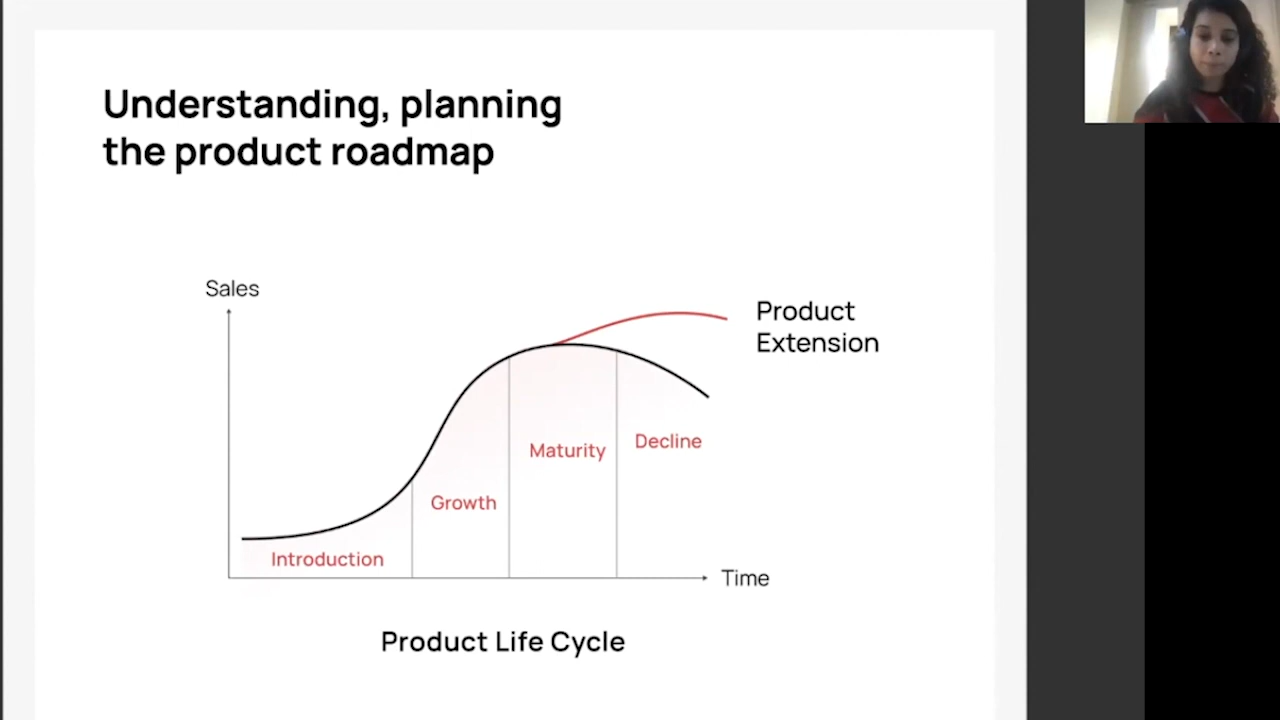 Understanding, planning
the product roadmap
Sales
Product
Extension
Maturity
Decline
Growth
Introduction
Time
Product Life Cycle